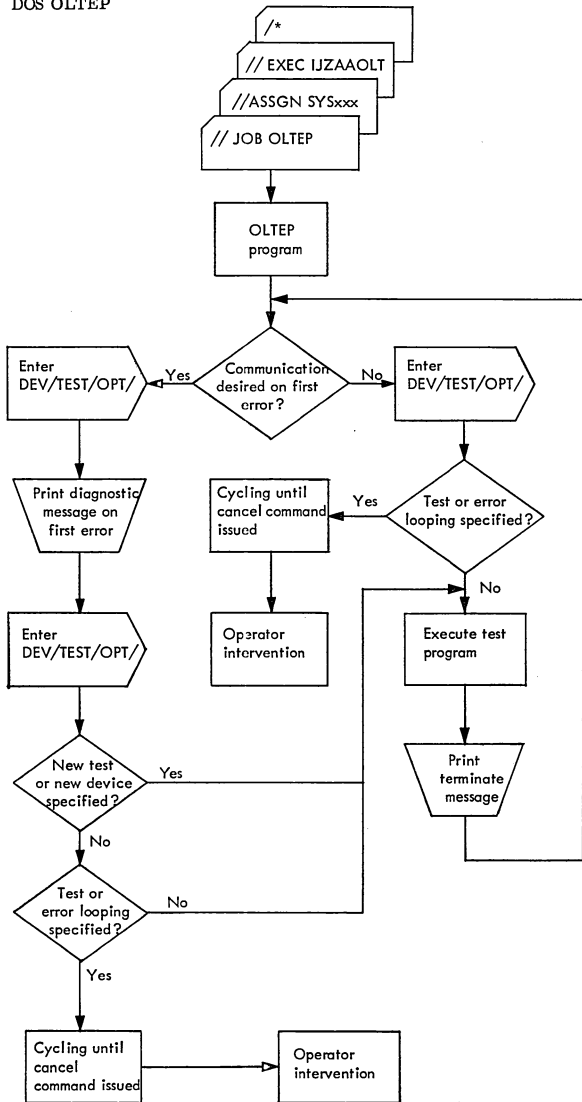 DOS OLTEP
/*
// EXEC IJZAAOLT
//ASSGN SYSxxx
// JOB OLTEP
OLTEP
program
Communication
desired on first
error?
Yes
No
Enter
DEV/TEST/OPT/
Enter
DEV/TEST/OPT/
Print diagnostic
message on
first error
Cycling until
cancel command
issued
Yes
Test or error
looping specified?
No
Enter
DEV/TEST/OPT/
Operator
intervention
Execute test
program
New test
or new device
specified?
Yes
Print
terminate
message
No
Test or
error looping
specified?
No
Yes
Cycling until
cancel
command issued
Operator
intervention